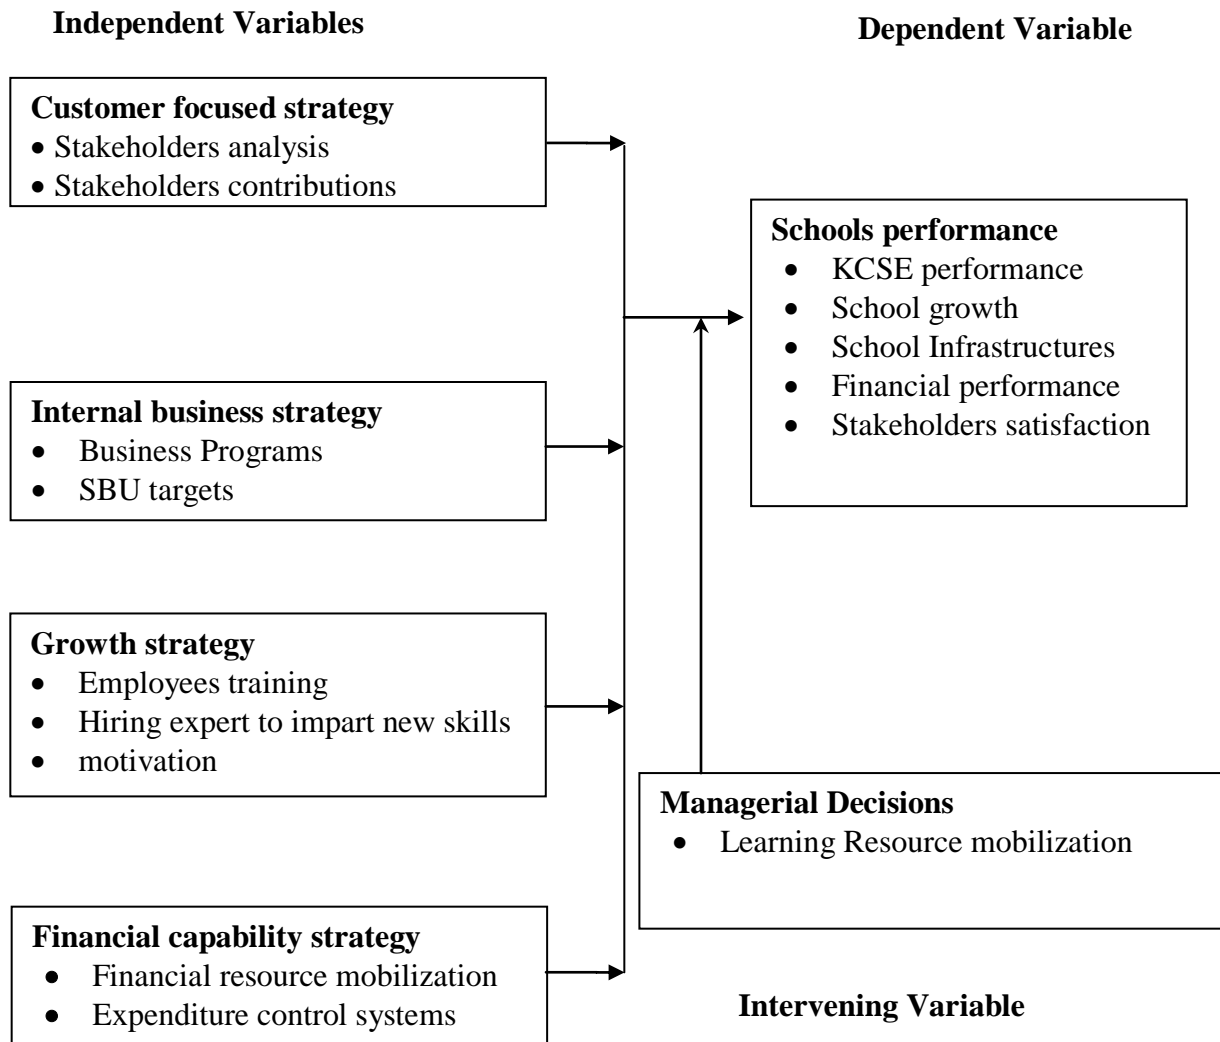 Independent Variables
Dependent Variable
Customer focused strategy
• Stakeholders analysis
• Stakeholders contributions
Schools performance
• KCSE performance
• School growth
• School Infrastructures
• Financial performance
• Stakeholders satisfaction
Internal business strategy
• Business Programs
• SBU targets
Growth strategy
• Employees training
• Hiring expert to impart new skills
• motivation
Managerial Decisions
• Learning Resource mobilization
Financial capability strategy
• Financial resource mobilization
• Expenditure control systems
Intervening Variable